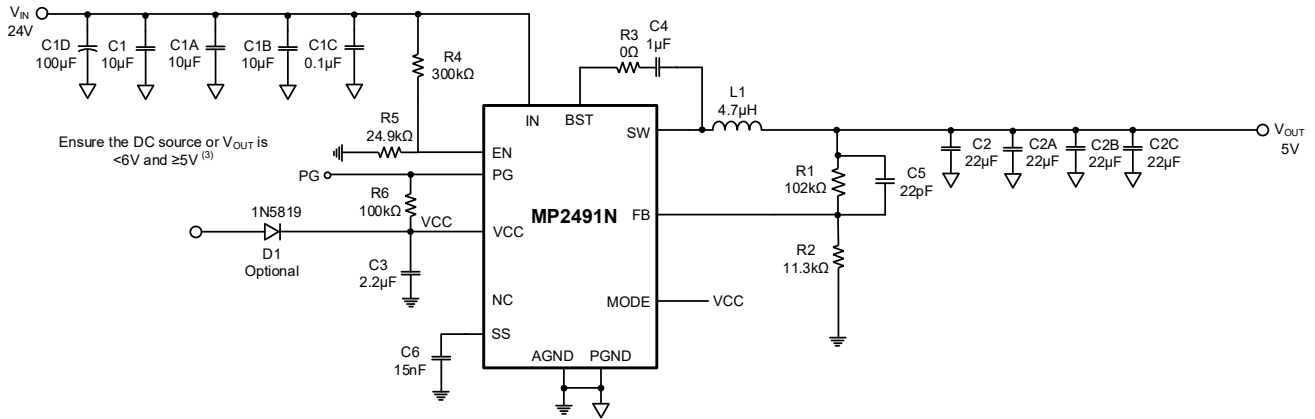 VIN
24V
C1D
100µF
C1
10µF
C1A
10µF
C1B
10µF
C1C
0.1µF
R4
300kΩ
R3
0Ω
C4
1µF
L1
4.7µH
IN
BST
SW
R5
24.9kΩ
Ensure the DC source or VOUT is
<6V and ≥5V (3)
EN
PG
PG
R6
100kΩ
MP2491N
1N5819
D1
Optional
VCC
VCC
C3
2.2µF
NC
SS
C6
15nF
AGND
PGND
FB
MODE
VCC
R1
102kΩ
C5
22pF
R2
11.3kΩ
C2
22µF
C2A
22µF
C2B
22µF
C2C
22µF
VOUT
5V